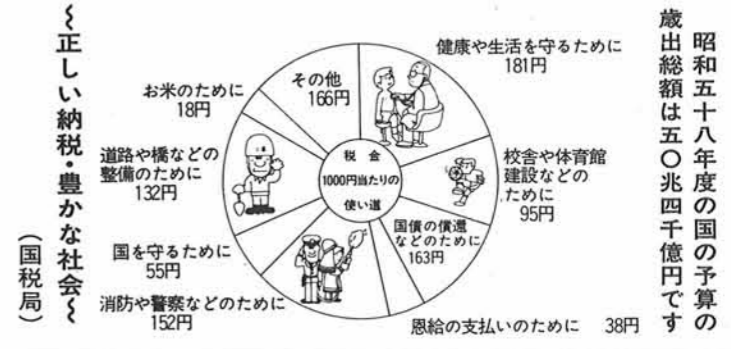 昭和五十八年度の国の予算の
歳出総額は五〇兆四千億円です
健康や生活を守るために
181円
校舎や体育館
建設などの
ために
95円
国債の償還
などのために
163円
恩給の支払いのために 38円
消防や警察などのために
152円
国を守るために
55円
道路や橋などの
整備のために
132円
お米のために
18円
その他
166円
税金
1000円当たりの
使い道
〜正しい納税・豊かな社会〜
（国税局）